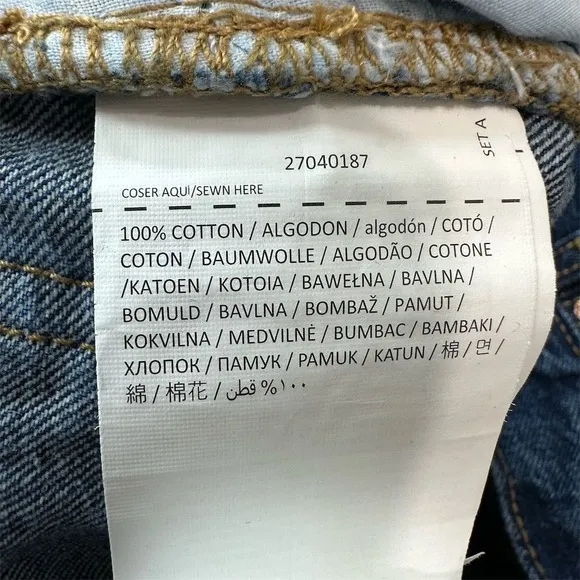 27040187
SET A
COSER AQUÍ/SEWN HERE
100% COTTON / ALGODON / algodón / COTÓ /
COTON / BAUMWOLLE / ALGODÃO / COTONE
/KATOEN / KOTOIA / BAWEŁNA / BAVLNA /
BOMULD / BAVLNA / BOMBAŽ / PAMUT /
KOKVILNA / MEDVILNĖ / BUMBAC / BAMBAKI /
ХЛОПОК / ПАМУК / PAMUK / KATUN / 棉 / 면 /
綿 / 棉花 / قطن %١٠٠